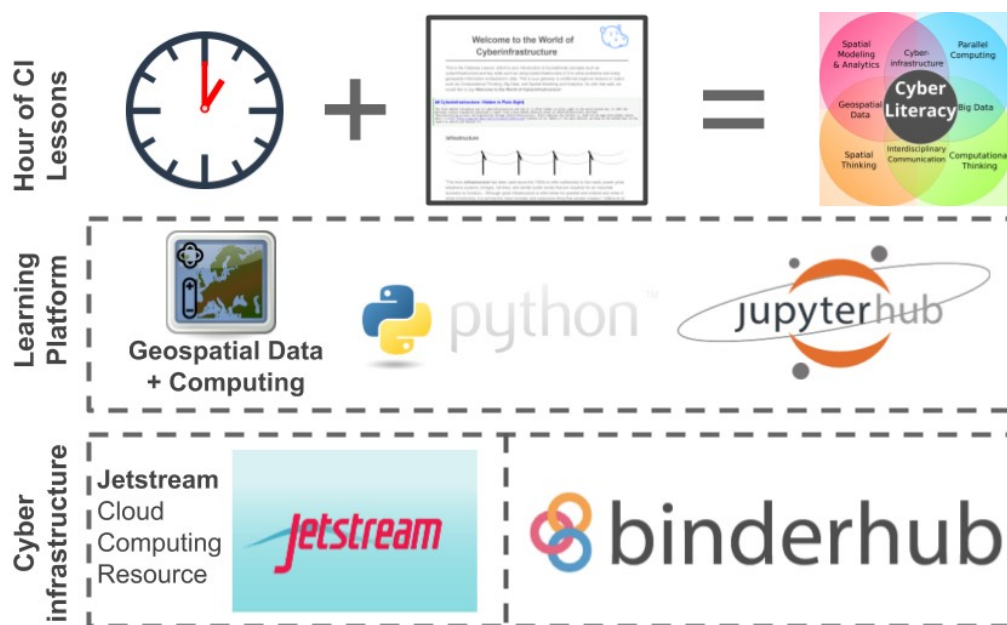 Hour of CI
Lessons
Welcome to the World of
Cyberinfrastructure
Infrastructure
Spatial
Modeling
& Analytics
Cyber-
infrastructure
Parallel
Computing
Geospatial
Data
Cyber
Literacy
Big Data
Spatial
Thinking
Interdisciplinary
Communication
Computational
Thinking
Learning
Platform
Geospatial Data
+ Computing
python™
jupyterhub
Cyber
infrastructure
Jetstream
Cloud
Computing
Resource
Jetstream
binderhub